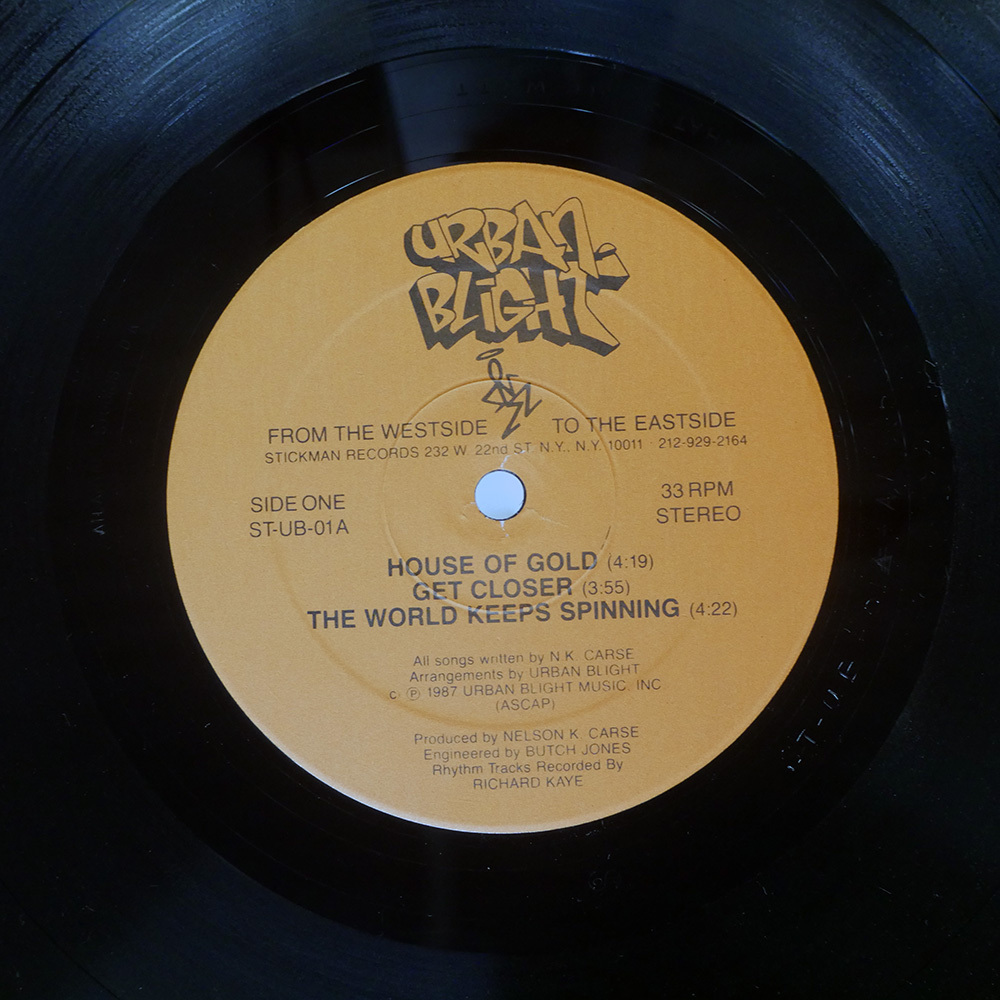 URBAN
BLIGHT
FROM THE WESTSIDE TO THE EASTSIDE
STICKMAN RECORDS 232 W. 22nd ST. N.Y., N.Y. 10011 212-929-2164
SIDE ONE
ST-UB-01A
33 RPM
STEREO
HOUSE OF GOLD (4:19)
GET CLOSER (3:55)
THE WORLD KEEPS SPINNING (4:22)
All songs written by N.K. CARSE
Arrangements by URBAN BLIGHT
c ℗ 1987 URBAN BLIGHT MUSIC, INC
(ASCAP)
Produced by NELSON K. CARSE
Engineered by BUTCH JONES
Rhythm Tracks Recorded By
RICHARD KAYE